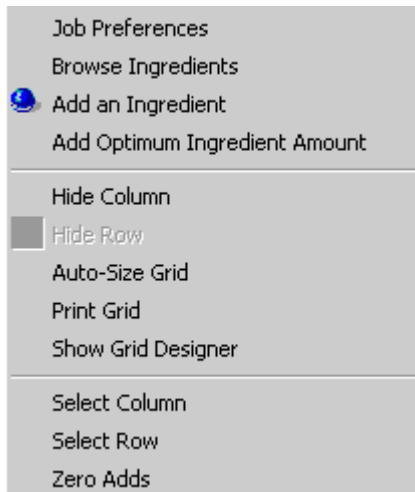 Job Preferences
Browse Ingredients
Add an Ingredient
Add Optimum Ingredient Amount
Hide Column
Hide Row
Auto-Size Grid
Print Grid
Show Grid Designer
Select Column
Select Row
Zero Adds